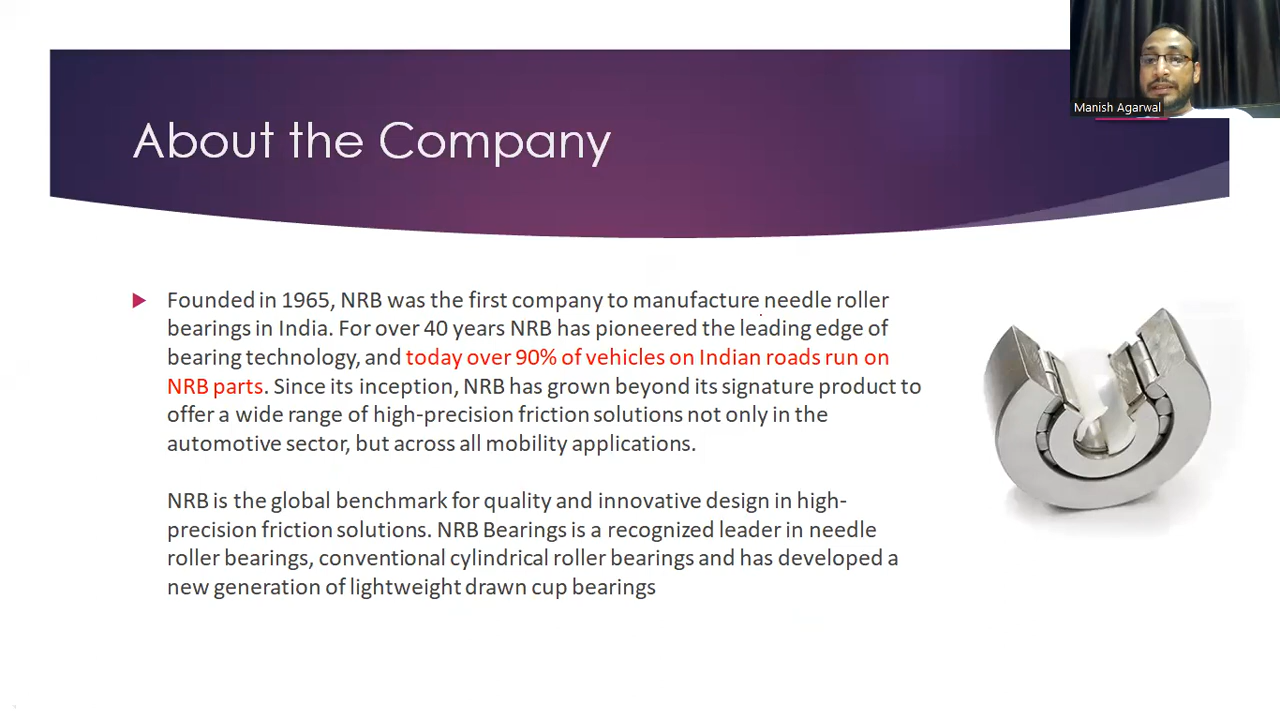 Manish Agarwal
About the Company
Founded in 1965, NRB was the first company to manufacture needle roller
bearings in India. For over 40 years NRB has pioneered the leading edge of
bearing technology, and today over 90% of vehicles on Indian roads run on
NRB parts. Since its inception, NRB has grown beyond its signature product to
offer a wide range of high-precision friction solutions not only in the
automotive sector, but across all mobility applications.
NRB is the global benchmark for quality and innovative design in high-
precision friction solutions. NRB Bearings is a recognized leader in needle
roller bearings, conventional cylindrical roller bearings and has developed a
new generation of lightweight drawn cup bearings